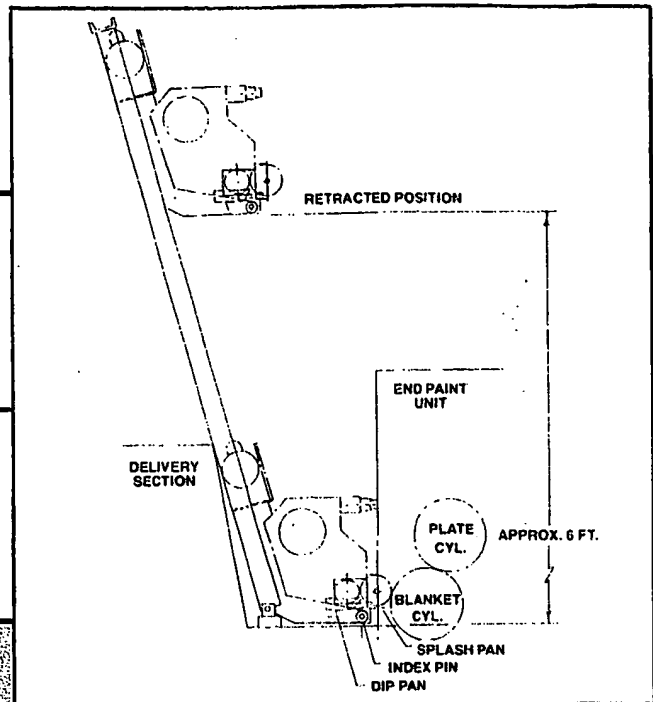 RETRACTED POSITION
END PAINT
UNIT
DELIVERY
SECTION
PLATE
CYL.
APPROX. 6 FT.
BLANKET
CYL.
SPLASH PAN
INDEX PIN
DIP PAN